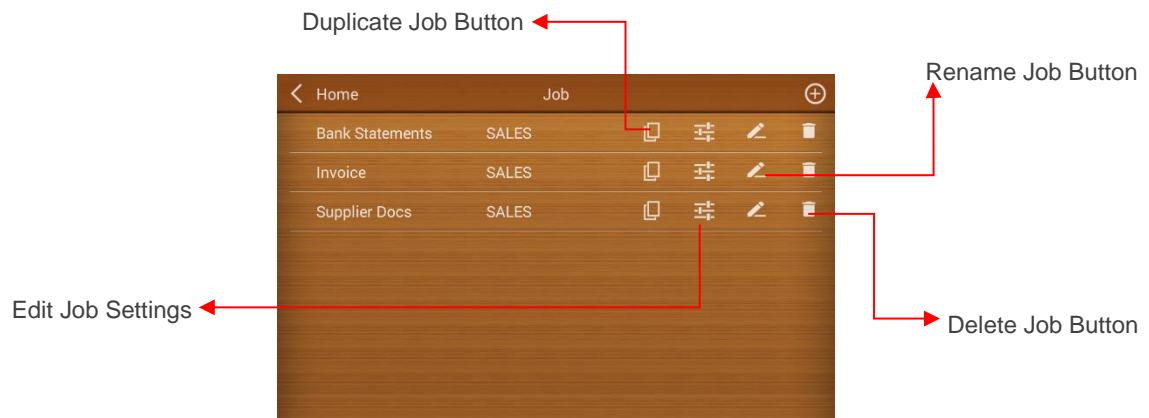 Duplicate Job Button
Rename Job Button
Home Job
Bank Statements SALES
Invoice SALES
Supplier Docs SALES
Edit Job Settings
Delete Job Button